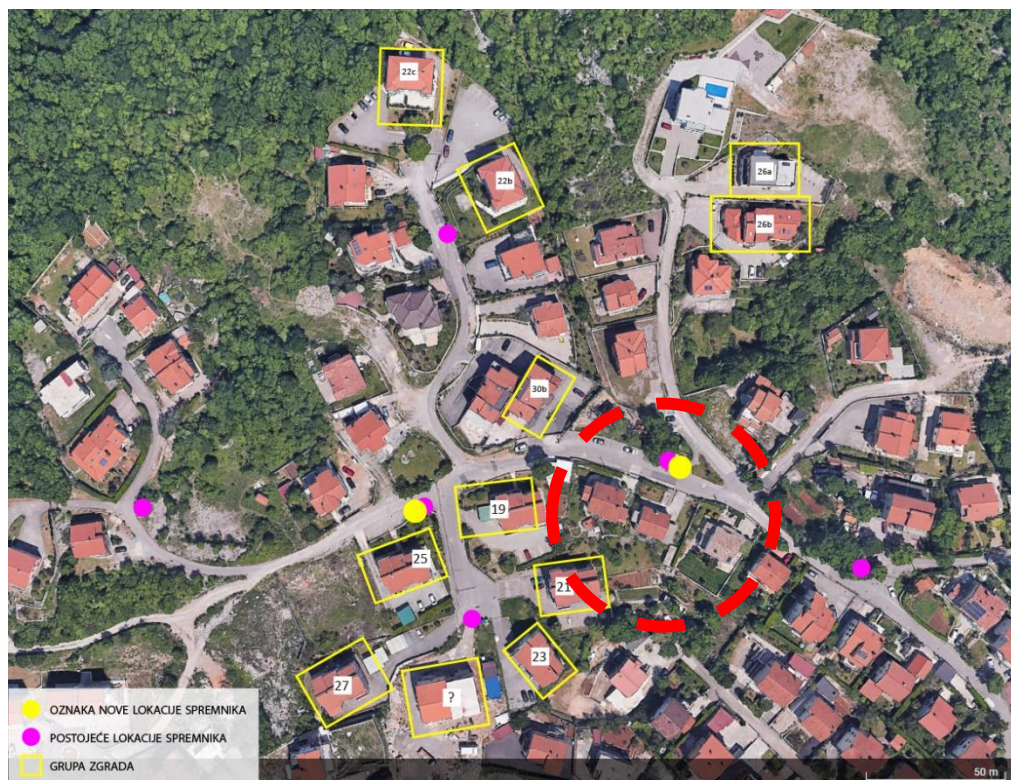 22c
22b
26a
26b
30b
19
25
21
23
27
?
OZNAKA NOVE LOKACIJE SPREMNIKA
POSTOJEĆE LOKACIJE SPREMNIKA
GRUPA ZGRADA
50 m